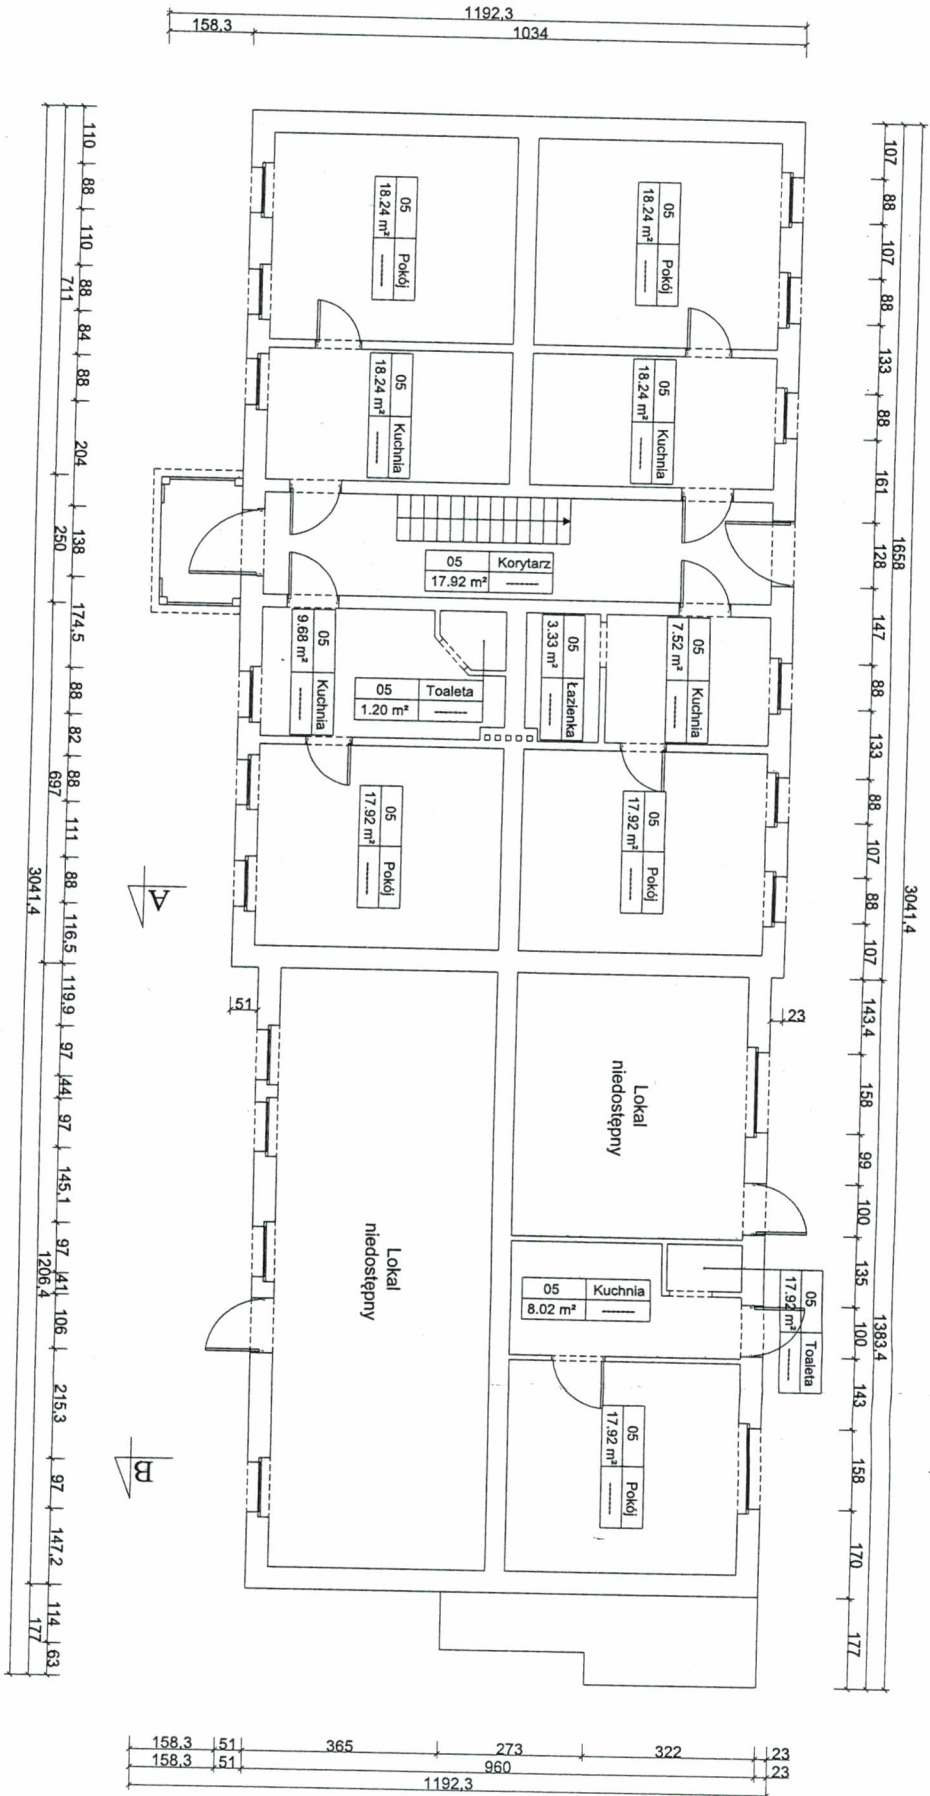 1192,3
158,3 1034
3041,4
1658 1383,4
107 88 107 88 133 88 161 128 147 88 133 88 107 88 107 143,4 158 99 100 135 100 143 158 170 177
05 Pokój
18.24 m² -------
05 Pokój
18.24 m² -------
05 Kuchnia
18.24 m² -------
05 Kuchnia
18.24 m² -------
05 Korytarz
17.92 m² -------
05 Kuchnia
9.68 m² -------
05 Toaleta
1.20 m² -------
05 Łazienka
3.33 m² -------
05 Kuchnia
7.52 m² -------
05 Pokój
17.92 m² -------
05 Pokój
17.92 m² -------
A
51
23
Lokal
niedostępny
Lokal
niedostępny
05 Kuchnia
8.02 m² -------
05 Toaleta
17.92 m² -------
05 Pokój
17.92 m² -------
B
110 88 110 88 84 88 204 138 174,5 88 82 88 111 88 116,5 119,9 97 44 97 145,1 97 41 106 215,3 97 147,2 114 63
711 250 697 1206,4 177
3041,4
158,3 51 365 273 322 23
158,3 51 960 23
1192,3